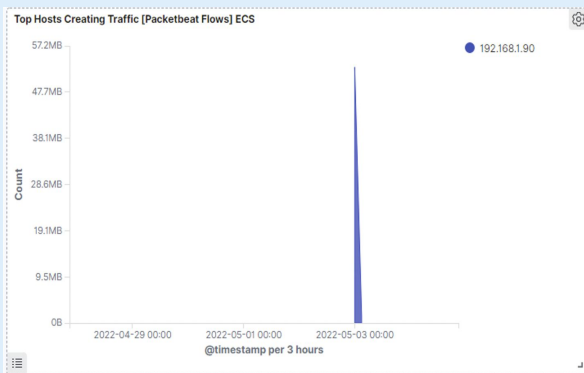 Top Hosts Creating Traffic [Packetbeat Flows] ECS
57.2MB
192.168.1.90
47.7MB
38.1MB
Count
28.6MB
19.1MB
9.5MB
0B
2022-04-29 00:00 2022-05-01 00:00 2022-05-03 00:00
@timestamp per 3 hours